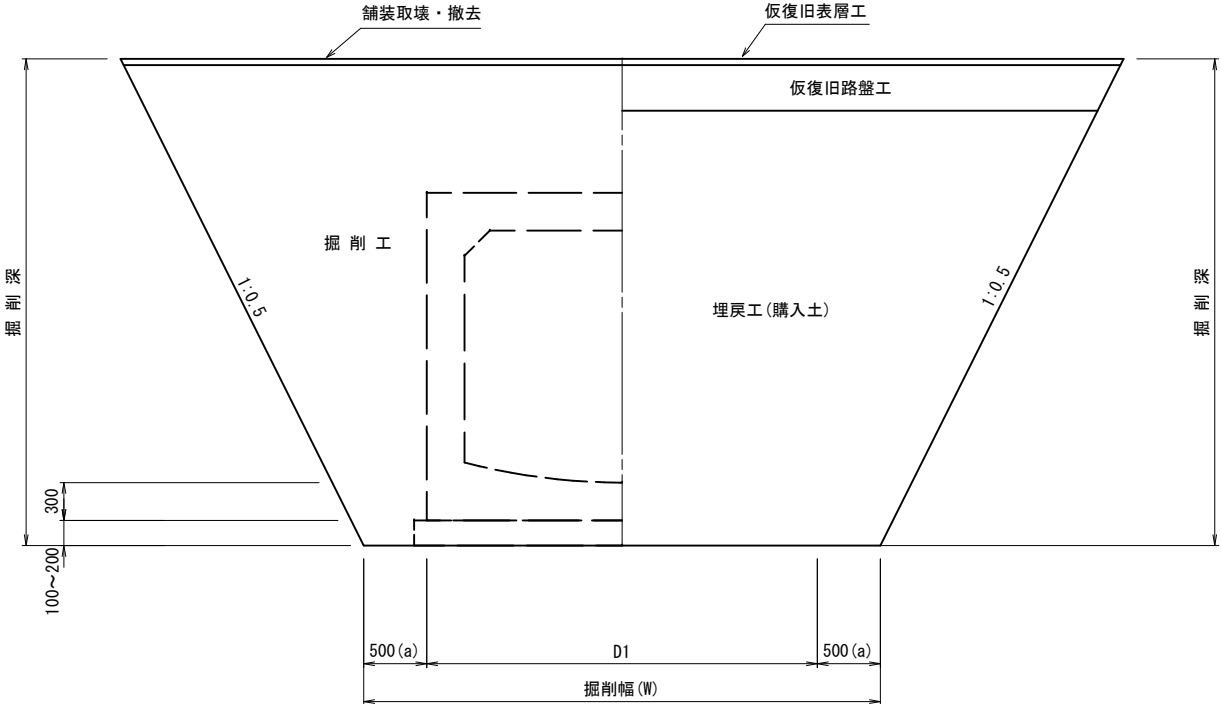 舗装取壊・撤去
仮復旧表層工
仮復旧路盤工
掘 削 工
掘 削 深
1:0.5
埋戻工(購入土)
1:0.5
掘 削 深
300
100～200
500(a)
D1
500(a)
掘削幅(W)